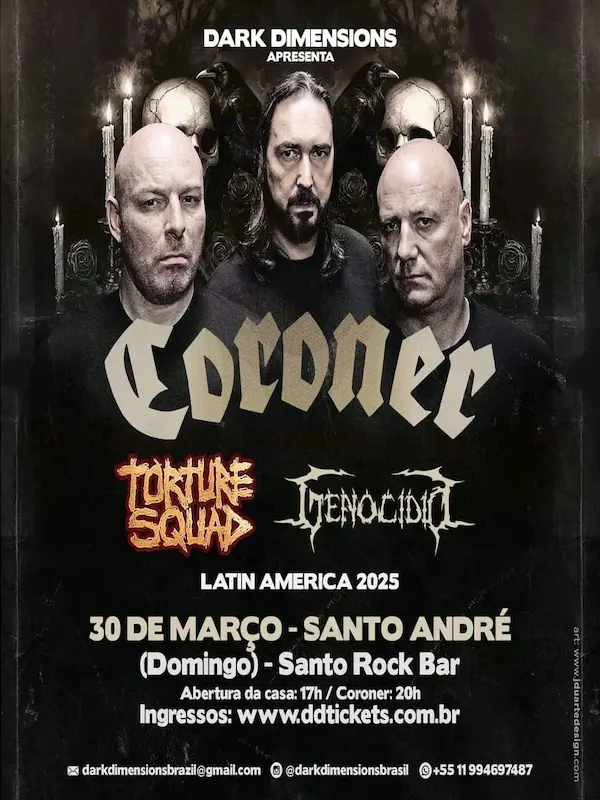 DARK DIMENSIONS
APRESENTA
Coroner
TORTURE
SQUAD
GENOCÍDIO
LATIN AMERICA 2025
30 DE MARÇO - SANTO ANDRÉ
(Domingo) - Santo Rock Bar
Abertura da casa: 17h / Coroner: 20h
Ingressos: www.ddtickets.com.br
darkdimensionsbrazil@gmail.com @darkdimensionsbrasil +55 11 994697487
art: www.jduartedesign.com